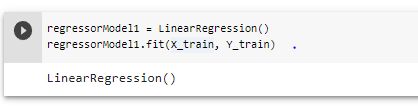 regressorModel1 = LinearRegression()
regressorModel1.fit(X_train, Y_train)
LinearRegression()